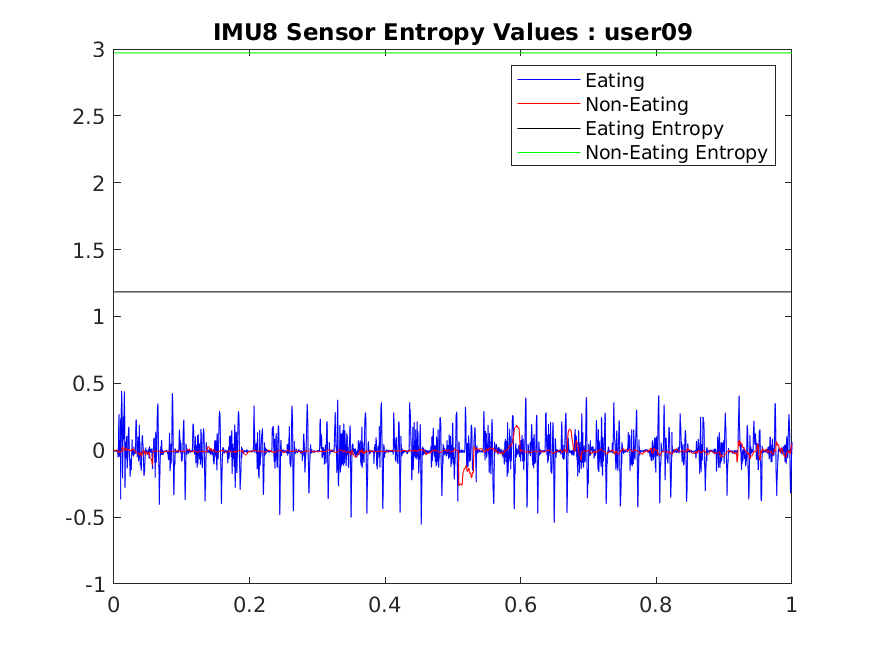 IMU8 Sensor Entropy Values : user09
3
2.5
2
1.5
1
0.5
0
-0.5
-1
Eating
Non-Eating
Eating Entropy
Non-Eating Entropy
0 0.2 0.4 0.6 0.8 1